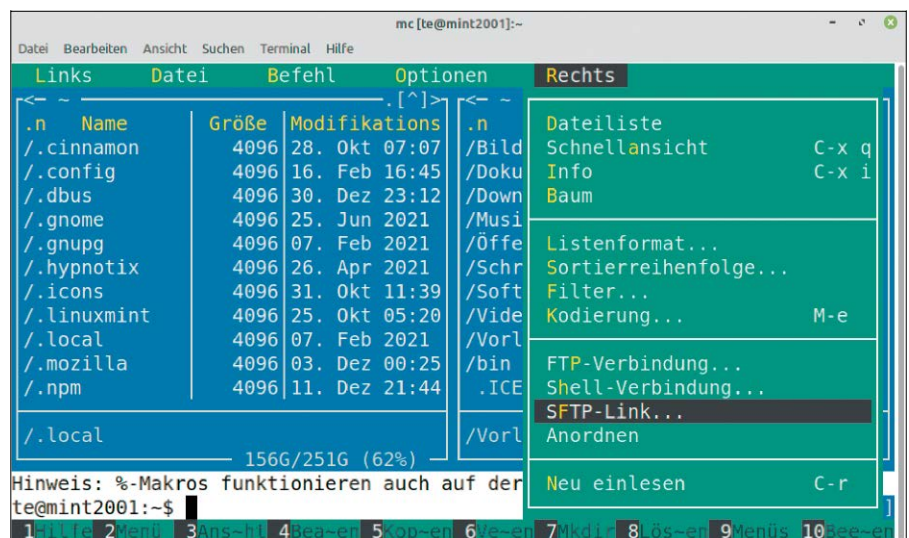 mc [te@mint2001]:~
Datei Bearbeiten Ansicht Suchen Terminal Hilfe
Links Datei Befehl Optionen Rechts
<- ~ .[^]> <- ~
.n Name Größe Modifikations .n Dateiliste
/.cinnamon 4096 28. Okt 07:07 /Bild Schnellansicht C-x q
/.config 4096 16. Feb 16:45 /Doku Info C-x i
/.dbus 4096 30. Dez 23:12 /Down Baum
/.gnome 4096 25. Jun 2021 /Musi
/.gnupg 4096 07. Feb 2021 /Öffe Listenformat...
/.hypnotix 4096 26. Apr 2021 /Schr Sortierreihenfolge...
/.icons 4096 31. Okt 11:39 /Soft Filter...
/.linuxmint 4096 25. Okt 05:20 /Vide Kodierung... M-e
/.local 4096 07. Feb 2021 /Vorl
/.mozilla 4096 03. Dez 00:25 /bin FTP-Verbindung...
/.npm 4096 11. Dez 21:44 .ICE Shell-Verbindung...
SFTP-Link...
/.local /Vorl Anordnen
156G/251G (62%)
Hinweis: %-Makros funktionieren auch auf der Neu einlesen C-r
te@mint2001:~$ ]
1Hilfe 2Menü 3Ans~ht 4Bea~en 5Kop~en 6Ve~en 7Mkdir 8Lös~en 9Menüs 10Bee~en